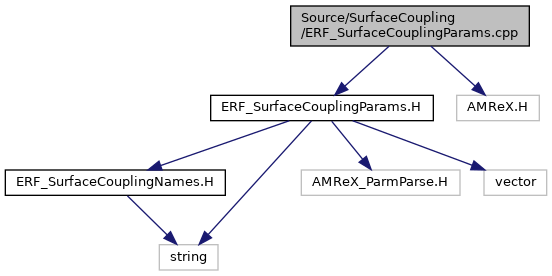 Source/SurfaceCoupling
/ERF_SurfaceCouplingParams.cpp
ERF_SurfaceCouplingParams.H
AMReX.H
ERF_SurfaceCouplingNames.H
AMReX_ParmParse.H
vector
string